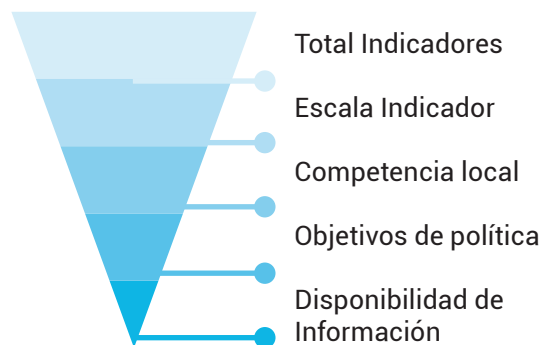 Total Indicadores
Escala Indicador
Competencia local
Objetivos de política
Disponibilidad de
Información